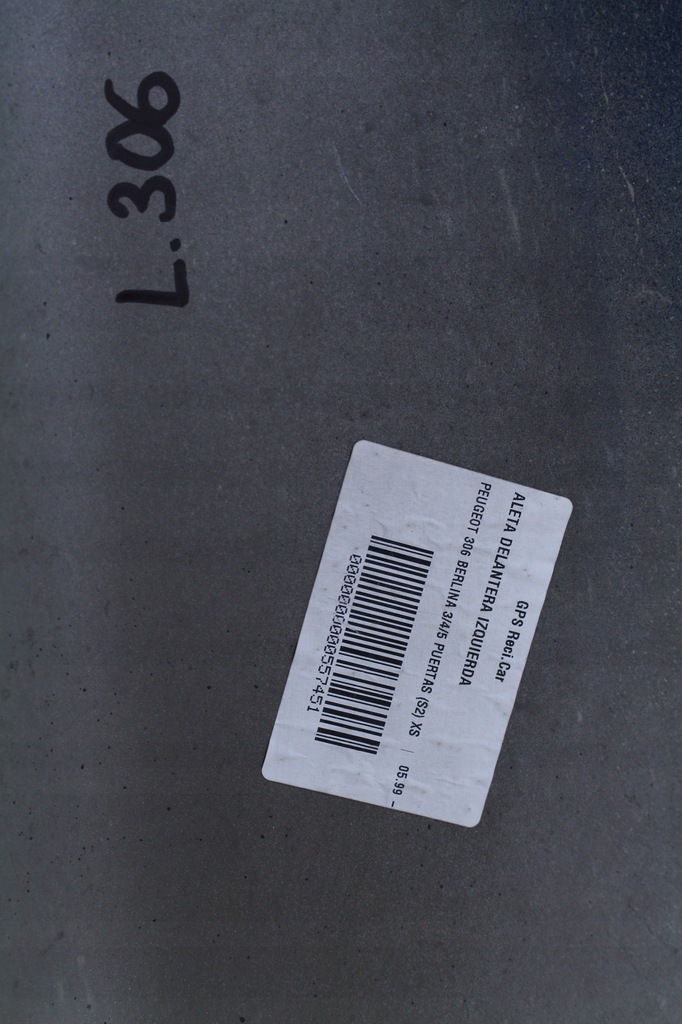 L. 306
GPS Reci.Car
ALETA DELANTERA IZQUIERDA
PEUGEOT 306 BERLINA 3/4/5 PUERTAS (S2) XS | 05.99 -
0000000000557451